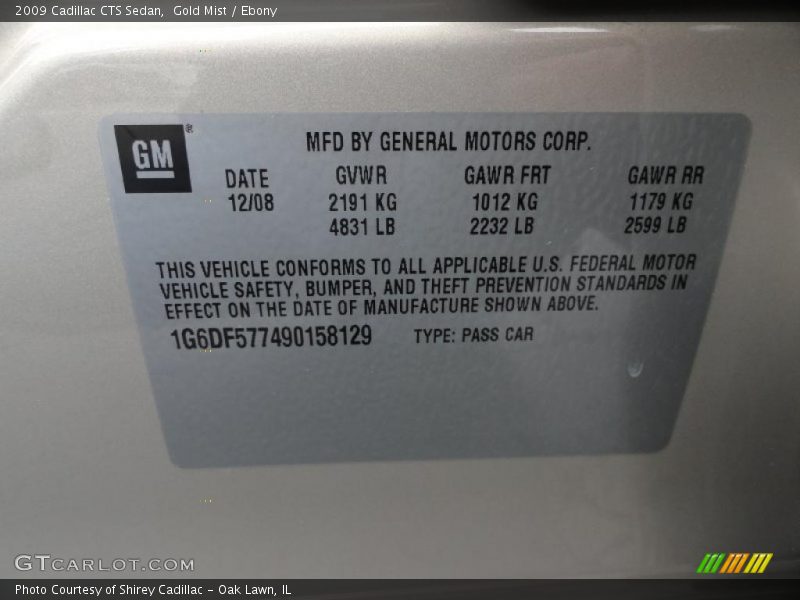 2009 Cadillac CTS Sedan, Gold Mist / Ebony
GM®
MFD BY GENERAL MOTORS CORP.
DATE GVWR GAWR FRT GAWR RR
12/08 2191 KG 1012 KG 1179 KG
4831 LB 2232 LB 2599 LB
THIS VEHICLE CONFORMS TO ALL APPLICABLE U.S. FEDERAL MOTOR
VEHICLE SAFETY, BUMPER, AND THEFT PREVENTION STANDARDS IN
EFFECT ON THE DATE OF MANUFACTURE SHOWN ABOVE.
1G6DF577490158129 TYPE: PASS CAR
GTCARLOT.COM
Photo Courtesy of Shirey Cadillac - Oak Lawn, IL